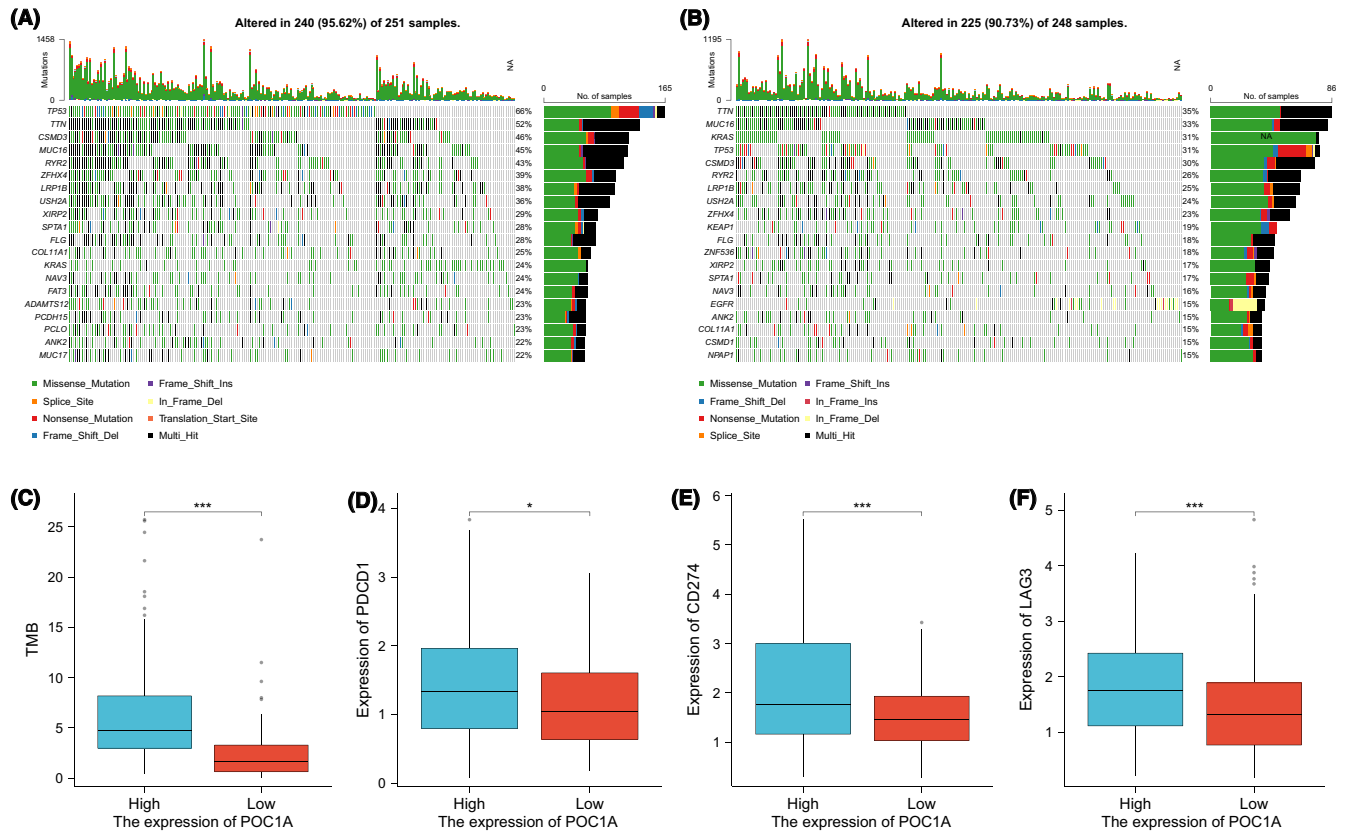 (A)
Altered in 240 (95.62%) of 251 samples.
1458
Mutations
0
NA
0
165
No. of samples
TP53 66%
TTN 52%
CSMD3 46%
MUC16 45%
RYR2 43%
ZFHX4 39%
LRP1B 38%
USH2A 36%
XIRP2 29%
SPTA1 28%
FLG 28%
COL11A1 25%
KRAS 24%
NAV3 24%
FAT3 24%
ADAMTS12 23%
PCDH15 23%
PCLO 23%
ANK2 22%
MUC17 22%
Missense_Mutation
Splice_Site
Nonsense_Mutation
Frame_Shift_Del
Frame_Shift_Ins
In_Frame_Del
Translation_Start_Site
Multi_Hit
(B)
Altered in 225 (90.73%) of 248 samples.
1195
Mutations
0
NA
0
86
No. of samples
TTN 35%
MUC16 33%
KRAS 31% NA
TP53 31%
CSMD3 30%
RYR2 26%
LRP1B 25%
USH2A 24%
ZFHX4 23%
KEAP1 19%
FLG 18%
ZNF536 18%
XIRP2 17%
SPTA1 17%
NAV3 16%
EGFR 15%
ANK2 15%
COL11A1 15%
CSMD1 15%
NPAP1 15%
Missense_Mutation
Frame_Shift_Del
Nonsense_Mutation
Splice_Site
Frame_Shift_Ins
In_Frame_Ins
In_Frame_Del
Multi_Hit
(C)
TMB
25
20
15
10
5
0
***
High Low
The expression of POC1A
(D)
Expression of PDCD1
4
3
2
1
0
*
High Low
The expression of POC1A
(E)
Expression of CD274
6
5
4
3
2
1
***
High Low
The expression of POC1A
(F)
Expression of LAG3
5
4
3
2
1
***
High Low
The expression of POC1A